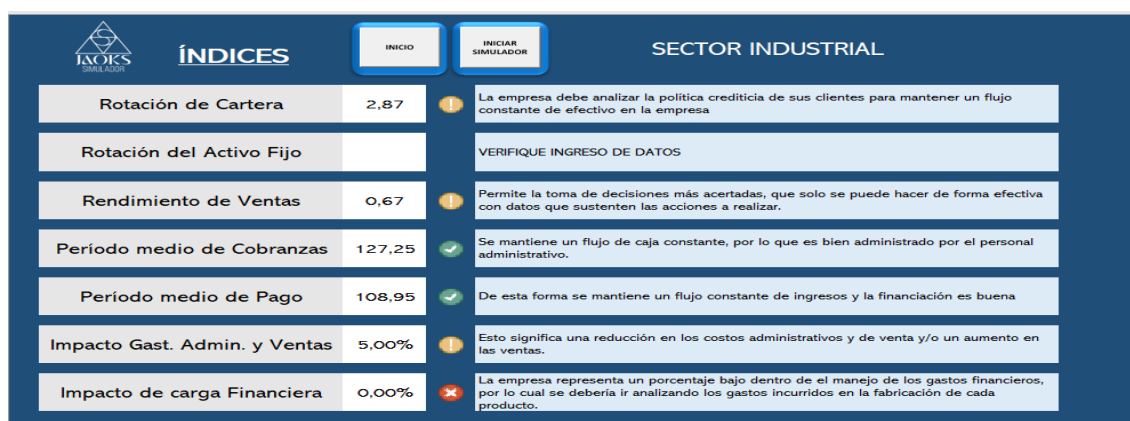 JAOKS
SIMULADOR
ÍNDICES
INICIO
INICIAR
SIMULADOR
SECTOR INDUSTRIAL
Rotación de Cartera
2,87
La empresa debe analizar la política crediticia de sus clientes para mantener un flujo
constante de efectivo en la empresa
Rotación del Activo Fijo
VERIFIQUE INGRESO DE DATOS
Rendimiento de Ventas
0,67
Permite la toma de decisiones más acertadas, que solo se puede hacer de forma efectiva
con datos que sustenten las acciones a realizar.
Período medio de Cobranzas
127,25
Se mantiene un flujo de caja constante, por lo que es bien administrado por el personal
administrativo.
Período medio de Pago
108,95
De esta forma se mantiene un flujo constante de ingresos y la financiación es buena
Impacto Gast. Admin. y Ventas
5,00%
Esto significa una reducción en los costos administrativos y de venta y/o un aumento en
las ventas.
Impacto de carga Financiera
0,00%
La empresa representa un porcentaje bajo dentro de el manejo de los gastos financieros,
por lo cual se debería ir analizando los gastos incurridos en la fabricación de cada
producto.